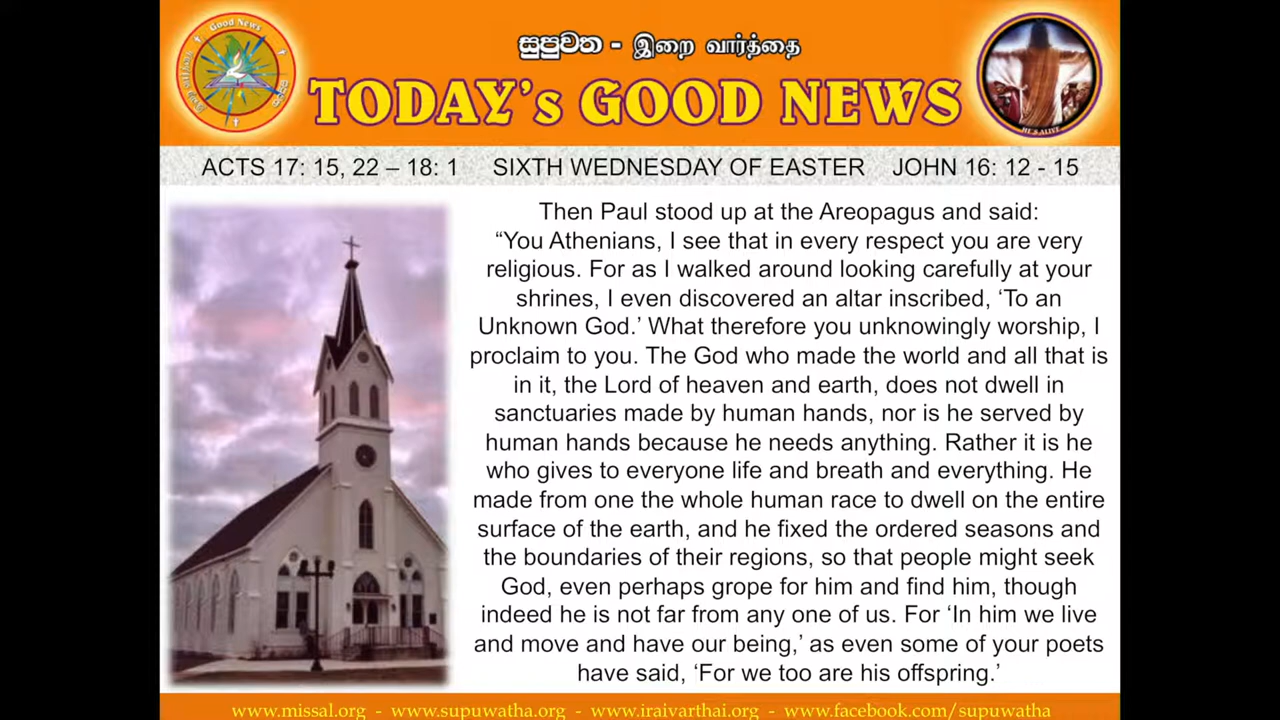 Good News
සුපුවත - இறை வார்த்தை
TODAY's GOOD NEWS
HE'S ALIVE
ACTS 17: 15, 22 – 18: 1 SIXTH WEDNESDAY OF EASTER JOHN 16: 12 - 15
Then Paul stood up at the Areopagus and said:
“You Athenians, I see that in every respect you are very
religious. For as I walked around looking carefully at your
shrines, I even discovered an altar inscribed, ‘To an
Unknown God.’ What therefore you unknowingly worship, I
proclaim to you. The God who made the world and all that is
in it, the Lord of heaven and earth, does not dwell in
sanctuaries made by human hands, nor is he served by
human hands because he needs anything. Rather it is he
who gives to everyone life and breath and everything. He
made from one the whole human race to dwell on the entire
surface of the earth, and he fixed the ordered seasons and
the boundaries of their regions, so that people might seek
God, even perhaps grope for him and find him, though
indeed he is not far from any one of us. For ‘In him we live
and move and have our being,’ as even some of your poets
have said, ‘For we too are his offspring.’
www.missal.org - www.supuwatha.org - www.iraivarthai.org - www.facebook.com/supuwatha